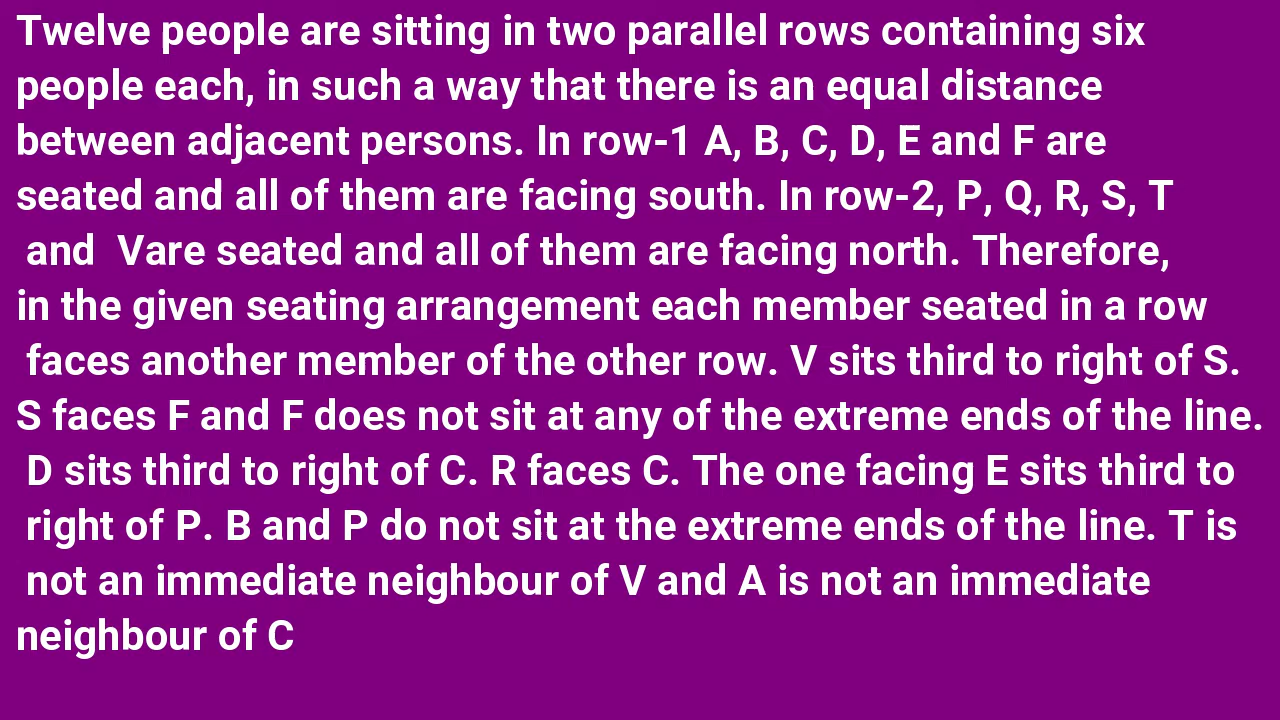 Twelve people are sitting in two parallel rows containing six
people each, in such a way that there is an equal distance
between adjacent persons. In row-1 A, B, C, D, E and F are
seated and all of them are facing south. In row-2, P, Q, R, S, T
and Vare seated and all of them are facing north. Therefore,
in the given seating arrangement each member seated in a row
faces another member of the other row. V sits third to right of S.
S faces F and F does not sit at any of the extreme ends of the line.
D sits third to right of C. R faces C. The one facing E sits third to
right of P. B and P do not sit at the extreme ends of the line. T is
not an immediate neighbour of V and A is not an immediate
neighbour of C